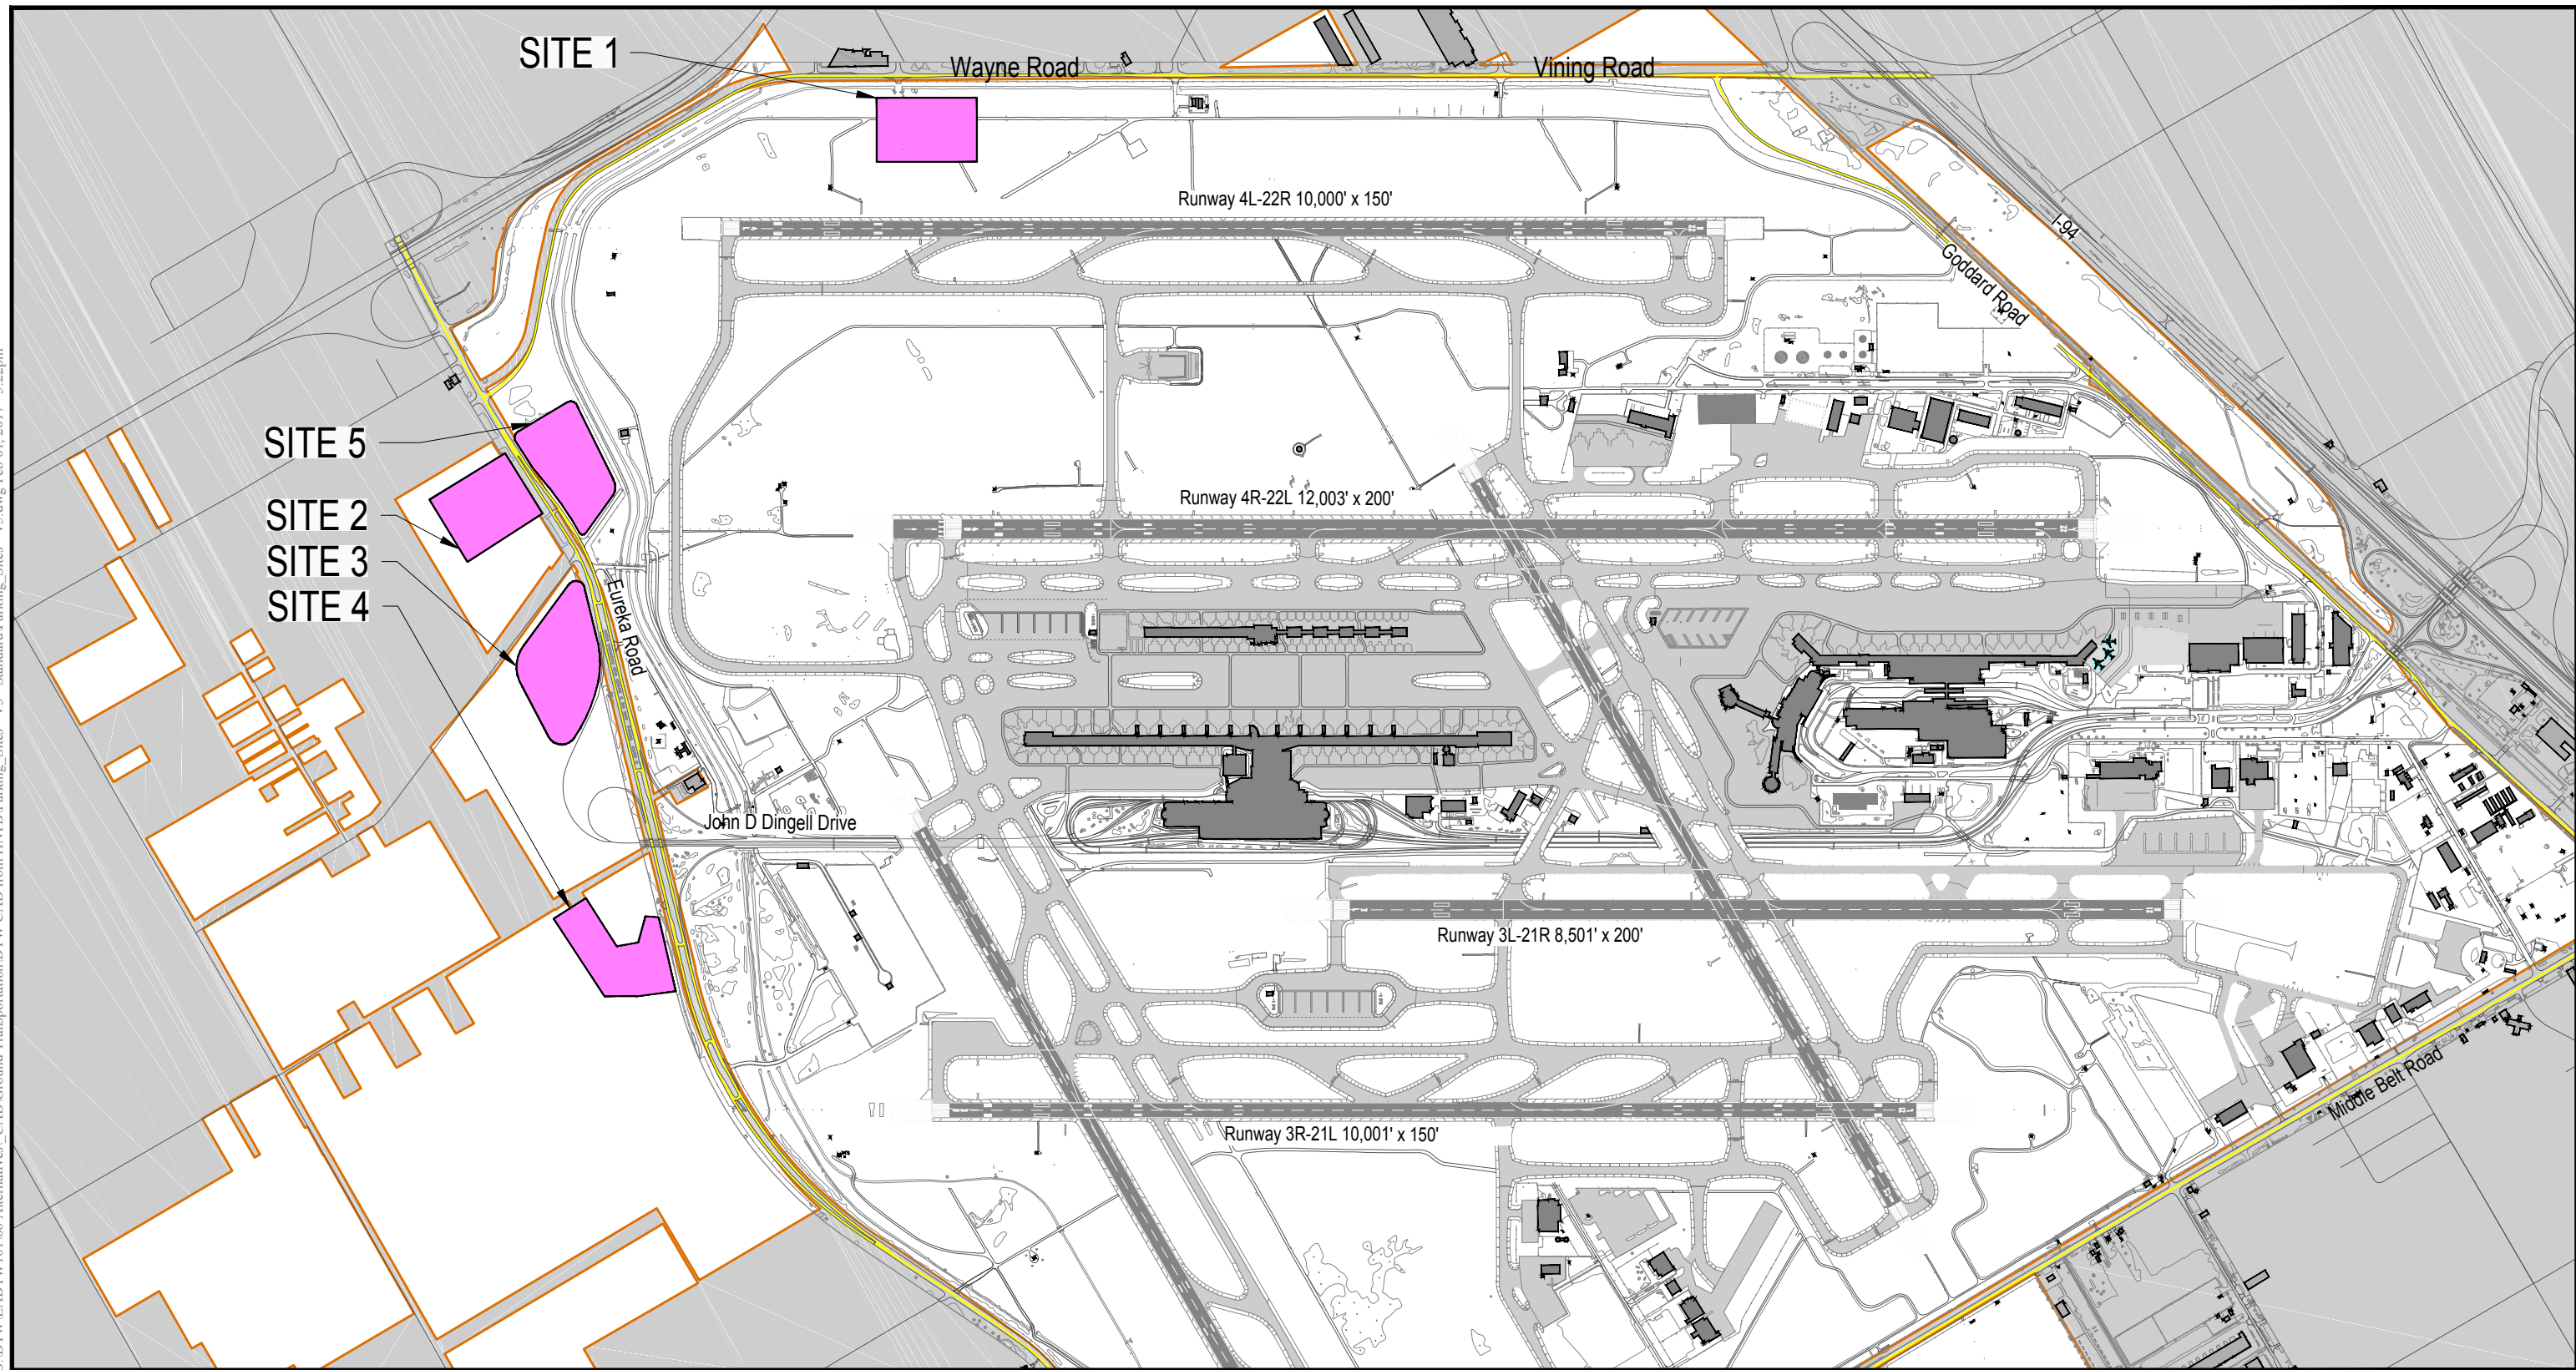 SITE 1
Wayne Road
Vining Road
Runway 4L-22R 10,000' x 150'
I-94
Goddard Road
SITE 5
SITE 2
SITE 3
SITE 4
Runway 4R-22L 12,003' x 200'
Eureka Road
John D Dingell Drive
Runway 3L-21R 8,501' x 200'
Middle Belt Road
Runway 3R-21L 10,001' x 150'